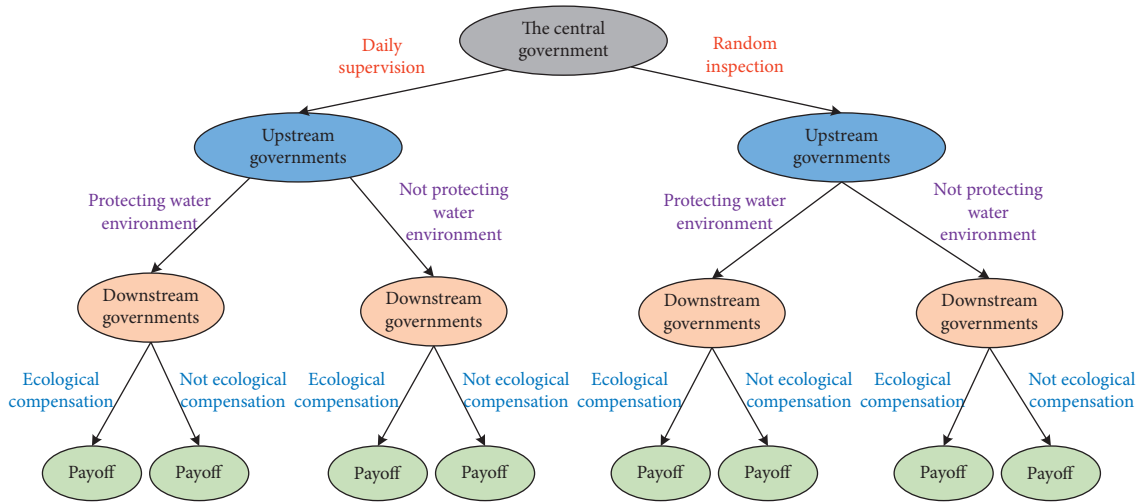 The central
government
Daily
supervision
Random
inspection
Upstream
governments
Upstream
governments
Protecting water
environment
Not protecting
water
environment
Protecting water
environment
Not protecting
water
environment
Downstream
governments
Downstream
governments
Downstream
governments
Downstream
governments
Ecological
compensation
Not ecological
compensation
Ecological
compensation
Not ecological
compensation
Ecological
compensation
Not ecological
compensation
Ecological
compensation
Not ecological
compensation
Payoff
Payoff
Payoff
Payoff
Payoff
Payoff
Payoff
Payoff